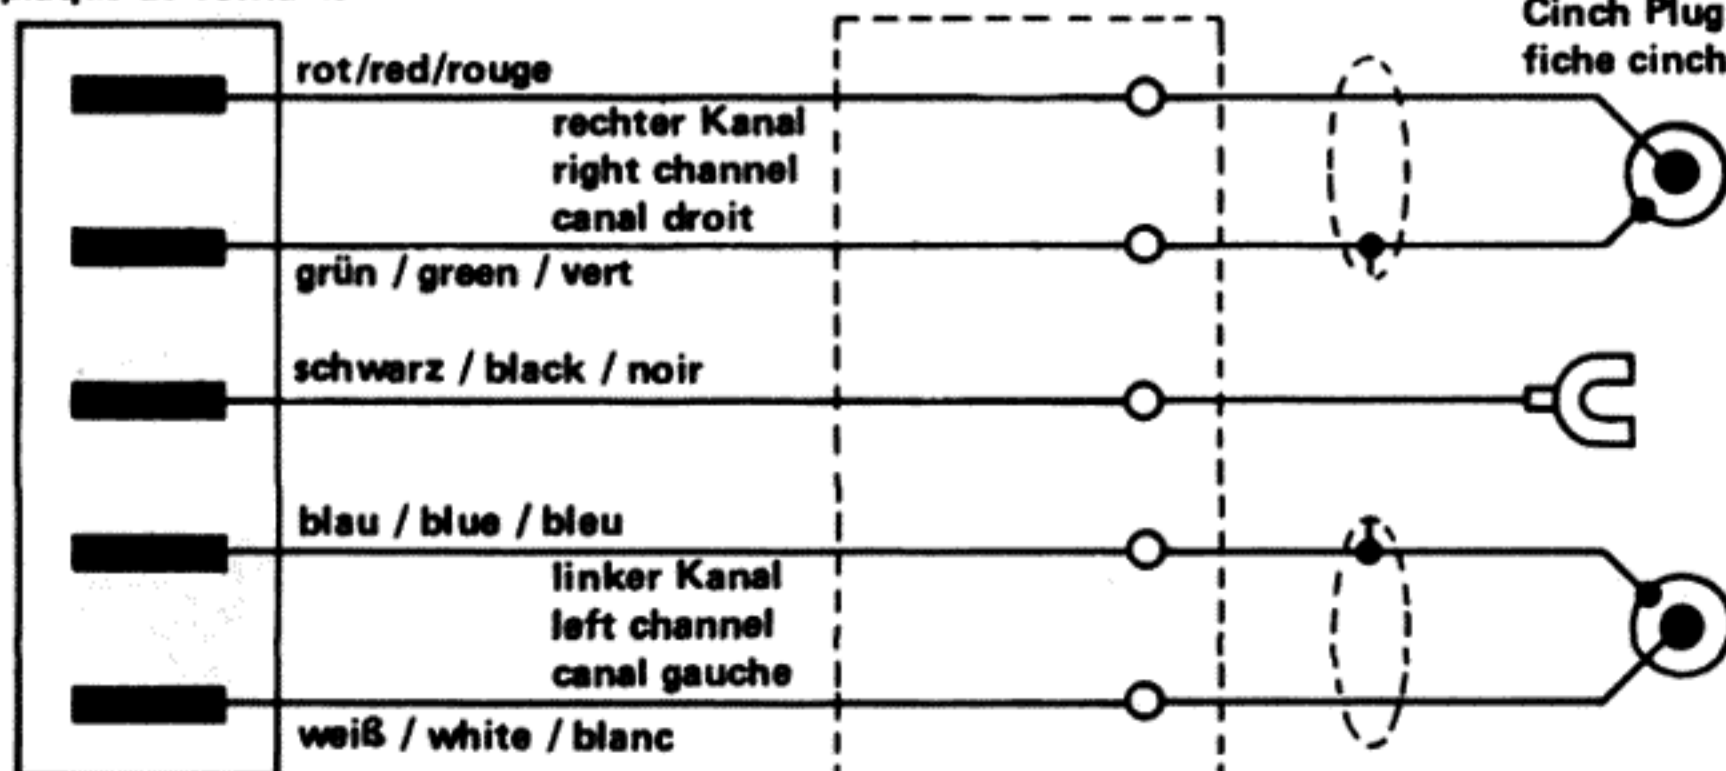 Cinch Plug
fiche cinch
rot/red/rouge
rechter Kanal
right channel
canal droit
grün / green / vert
schwarz / black / noir
blau / blue / bleu
linker Kanal
left channel
canal gauche
weiß / white / blanc